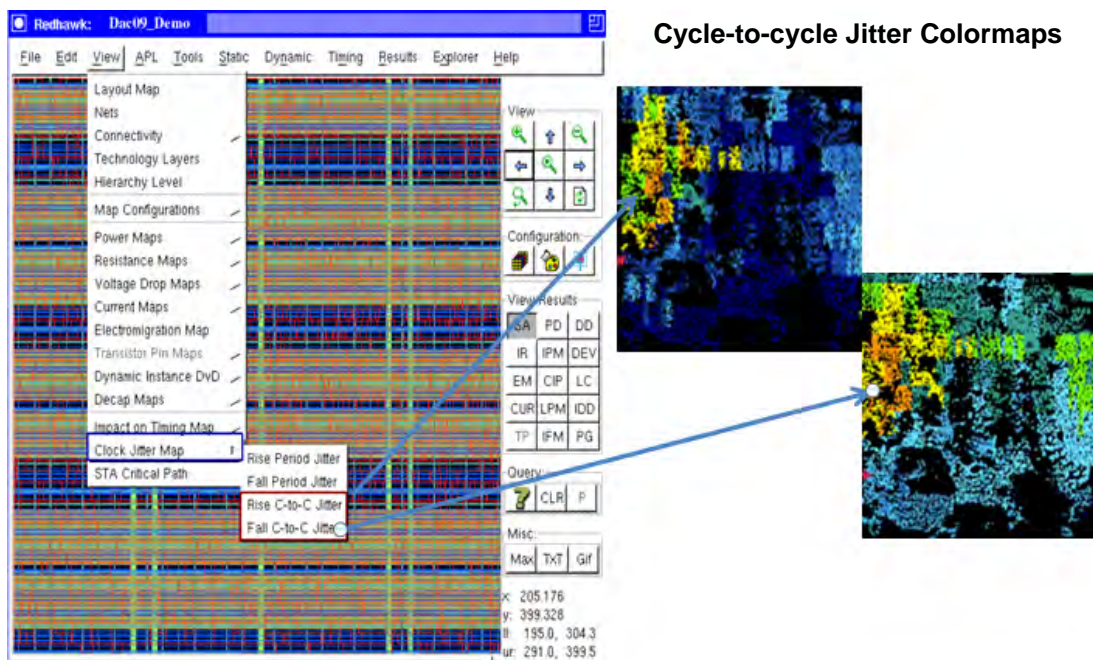 Redhawk: Dac09_Demo
Cycle-to-cycle Jitter Colormaps
File Edit View APL Tools Static Dynamic Timing Results Explorer Help
Layout Map
Nets
Connectivity
Technology Layers
Hierarchy Level
Map Configurations
Power Maps
Resistance Maps
Voltage Drop Maps
Current Maps
Electromigration Map
Transistor Pin Maps
Dynamic Instance DvD
Decap Maps
Impact on Timing Map
Clock Jitter Map
STA Critical Path
Rise Period Jitter
Fall Period Jitter
Rise C-to-C Jitter
Fall C-to-C Jitter
View
Configuration
View Results
SA PD DD
IR IPM DEV
EM CIP LC
CUR LPM IDD
TP IFM PG
Query
? CLR P
Misc.
Max TXT Gif
x: 205.176
y: 399.328
ll: 195.0, 304.3
ur: 291.0, 399.5